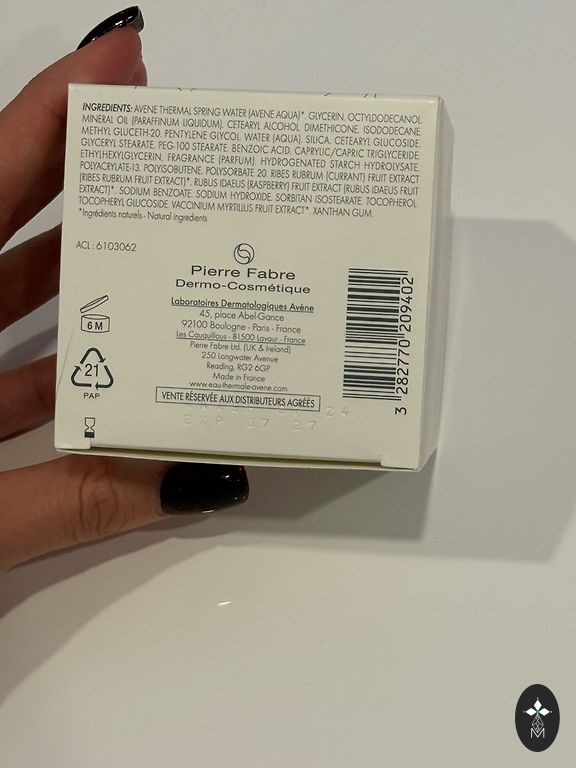 INGREDIENTS: AVENE THERMAL SPRING WATER (AVENE AQUA)*. GLYCERIN. OCTYLDODECANOL.
MINERAL OIL (PARAFFINUM LIQUIDUM). CETEARYL ALCOHOL. DIMETHICONE. ISODODECANE.
METHYL GLUCETH-20. PENTYLENE GLYCOL. WATER (AQUA). SILICA. CETEARYL GLUCOSIDE.
GLYCERYL STEARATE. PEG-100 STEARATE. BENZOIC ACID. CAPRYLIC/CAPRIC TRIGLYCERIDE.
ETHYLHEXYLGLYCERIN. FRAGRANCE (PARFUM). HYDROGENATED STARCH HYDROLYSATE.
POLYACRYLATE-13. POLYISOBUTENE. POLYSORBATE 20. RIBES RUBRUM (CURRANT) FRUIT EXTRACT
(RIBES RUBRUM FRUIT EXTRACT)*. RUBUS IDAEUS (RASPBERRY) FRUIT EXTRACT (RUBUS IDAEUS FRUIT
EXTRACT)*. SODIUM BENZOATE. SODIUM HYDROXIDE. SORBITAN ISOSTEARATE. TOCOPHEROL.
TOCOPHERYL GLUCOSIDE. VACCINIUM MYRTILLUS FRUIT EXTRACT*. XANTHAN GUM.
*Ingrédients naturels - Natural ingredients
ACL : 6103062
Pierre Fabre
Dermo-Cosmétique
Laboratoires Dermatologiques Avène
45, place Abel-Gance
92100 Boulogne - Paris - France
Les Cauquillous - 81500 Lavaur - France
Pierre Fabre Ltd. (UK & Ireland)
250 Longwater Avenue
Reading. RG2 6GP
Made in France
www.eau-thermale-avene.com
VENTE RÉSERVÉE AUX DISTRIBUTEURS AGRÉÉS
6 M
21
PAP
3 282770 209402
24
EXP 07 27
M